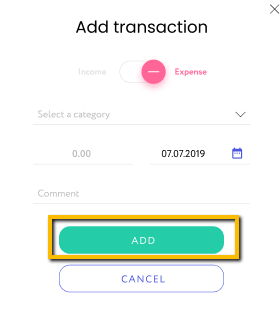 Add transaction
Income Expense
Select a category
0.00 07.07.2019
Comment
ADD
CANCEL